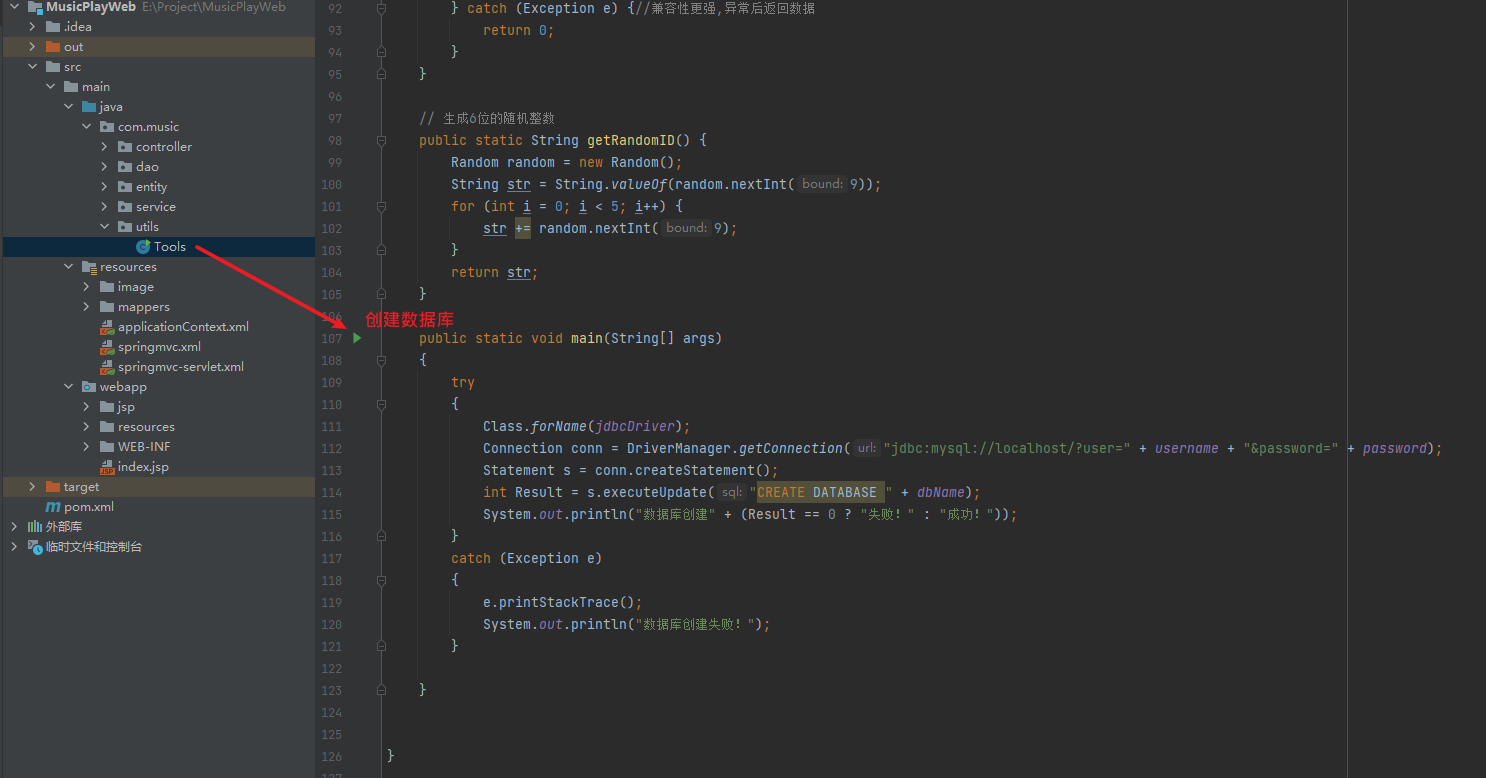 MusicPlayWeb E:\Project\MusicPlayWeb
.idea
out
src
main
java
com.music
controller
dao
entity
service
utils
Tools
resources
image
mappers
applicationContext.xml
springmvc.xml
springmvc-servlet.xml
webapp
jsp
resources
WEB-INF
index.jsp
target
pom.xml
外部库
临时文件和控制台
92 } catch (Exception e) {//兼容性更强,异常后返回数据
93 return 0;
94 }
95 }
96
97 // 生成6位的随机整数
98 public static String getRandomID() {
99 Random random = new Random();
100 String str = String.valueOf(random.nextInt( bound: 9));
101 for (int i = 0; i < 5; i++) {
102 str += random.nextInt( bound: 9);
103 }
104 return str;
105 }
106
创建数据库
107 public static void main(String[] args)
108 {
109 try
110 {
111 Class.forName(jdbcDriver);
112 Connection conn = DriverManager.getConnection( url: "jdbc:mysql://localhost/?user=" + username + "&password=" + password);
113 Statement s = conn.createStatement();
114 int Result = s.executeUpdate( sql: "CREATE DATABASE " + dbName);
115 System.out.println("数据库创建" + (Result == 0 ? "失败！" : "成功！"));
116 }
117 catch (Exception e)
118 {
119 e.printStackTrace();
120 System.out.println("数据库创建失败！");
121 }
122
123 }
124
125
126 }
127